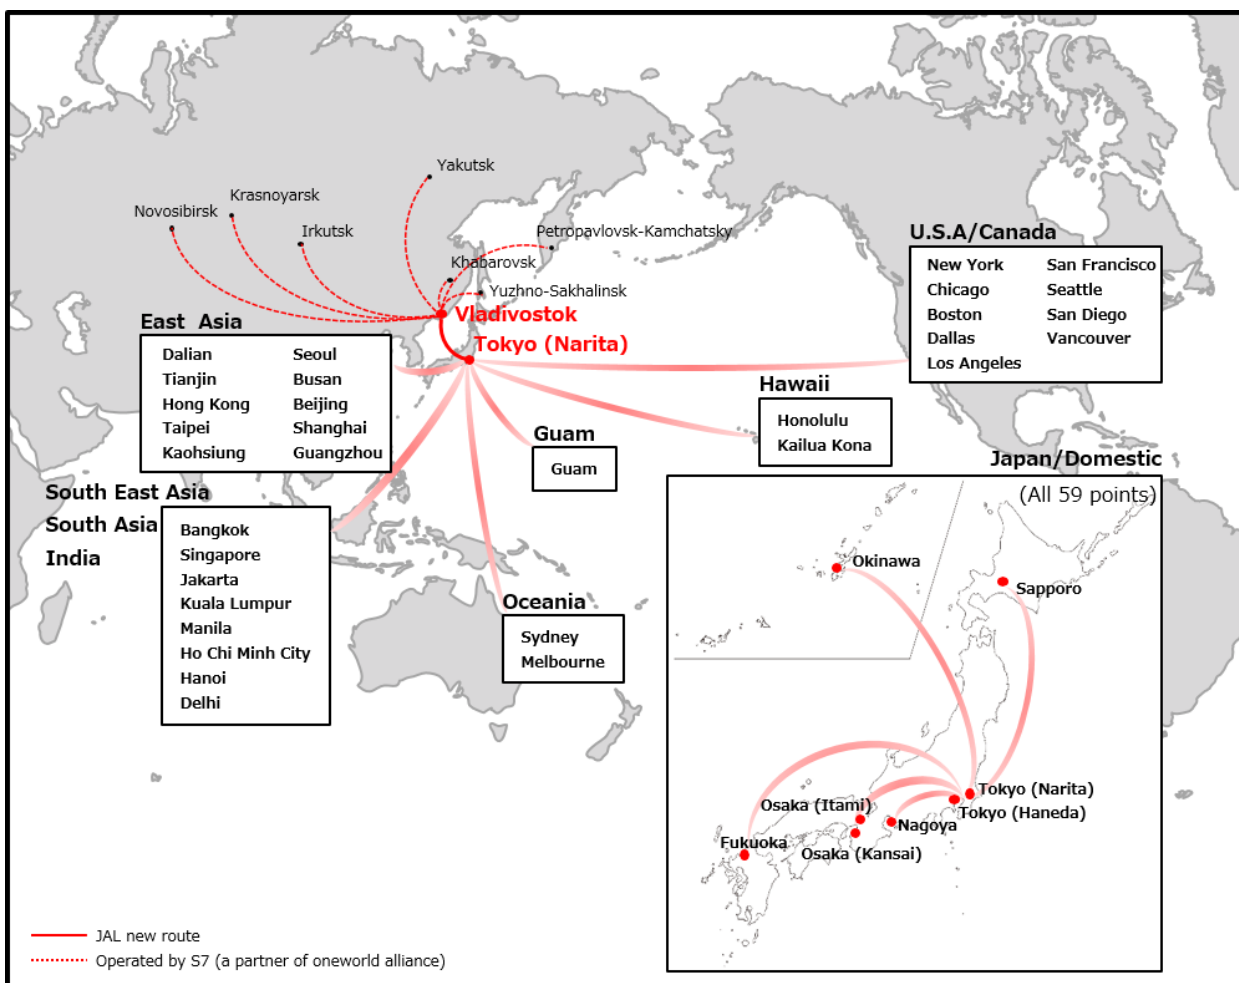 Yakutsk
Krasnoyarsk
Novosibirsk
Irkutsk
Petropavlovsk-Kamchatsky
Khabarovsk
Yuzhno-Sakhalinsk
Vladivostok
Tokyo (Narita)
U.S.A/Canada
New York San Francisco
Chicago Seattle
Boston San Diego
Dallas Vancouver
Los Angeles
East Asia
Dalian Seoul
Tianjin Busan
Hong Kong Beijing
Taipei Shanghai
Kaohsiung Guangzhou
Hawaii
Honolulu
Kailua Kona
Guam
Guam
South East Asia
South Asia
India
Bangkok
Singapore
Jakarta
Kuala Lumpur
Manila
Ho Chi Minh City
Hanoi
Delhi
Oceania
Sydney
Melbourne
Japan/Domestic
(All 59 points)
Okinawa
Sapporo
Tokyo (Narita)
Tokyo (Haneda)
Osaka (Itami)
Nagoya
Fukuoka
Osaka (Kansai)
JAL new route
Operated by S7 (a partner of oneworld alliance)